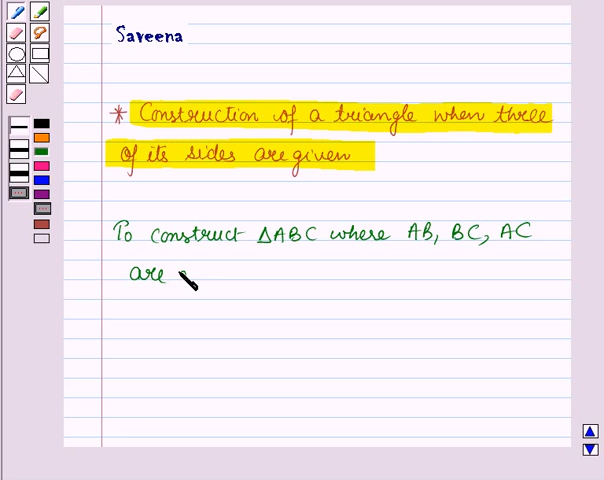 Saveena
* Construction of a triangle when three
of its sides are given
To construct ΔABC where AB, BC, AC
are